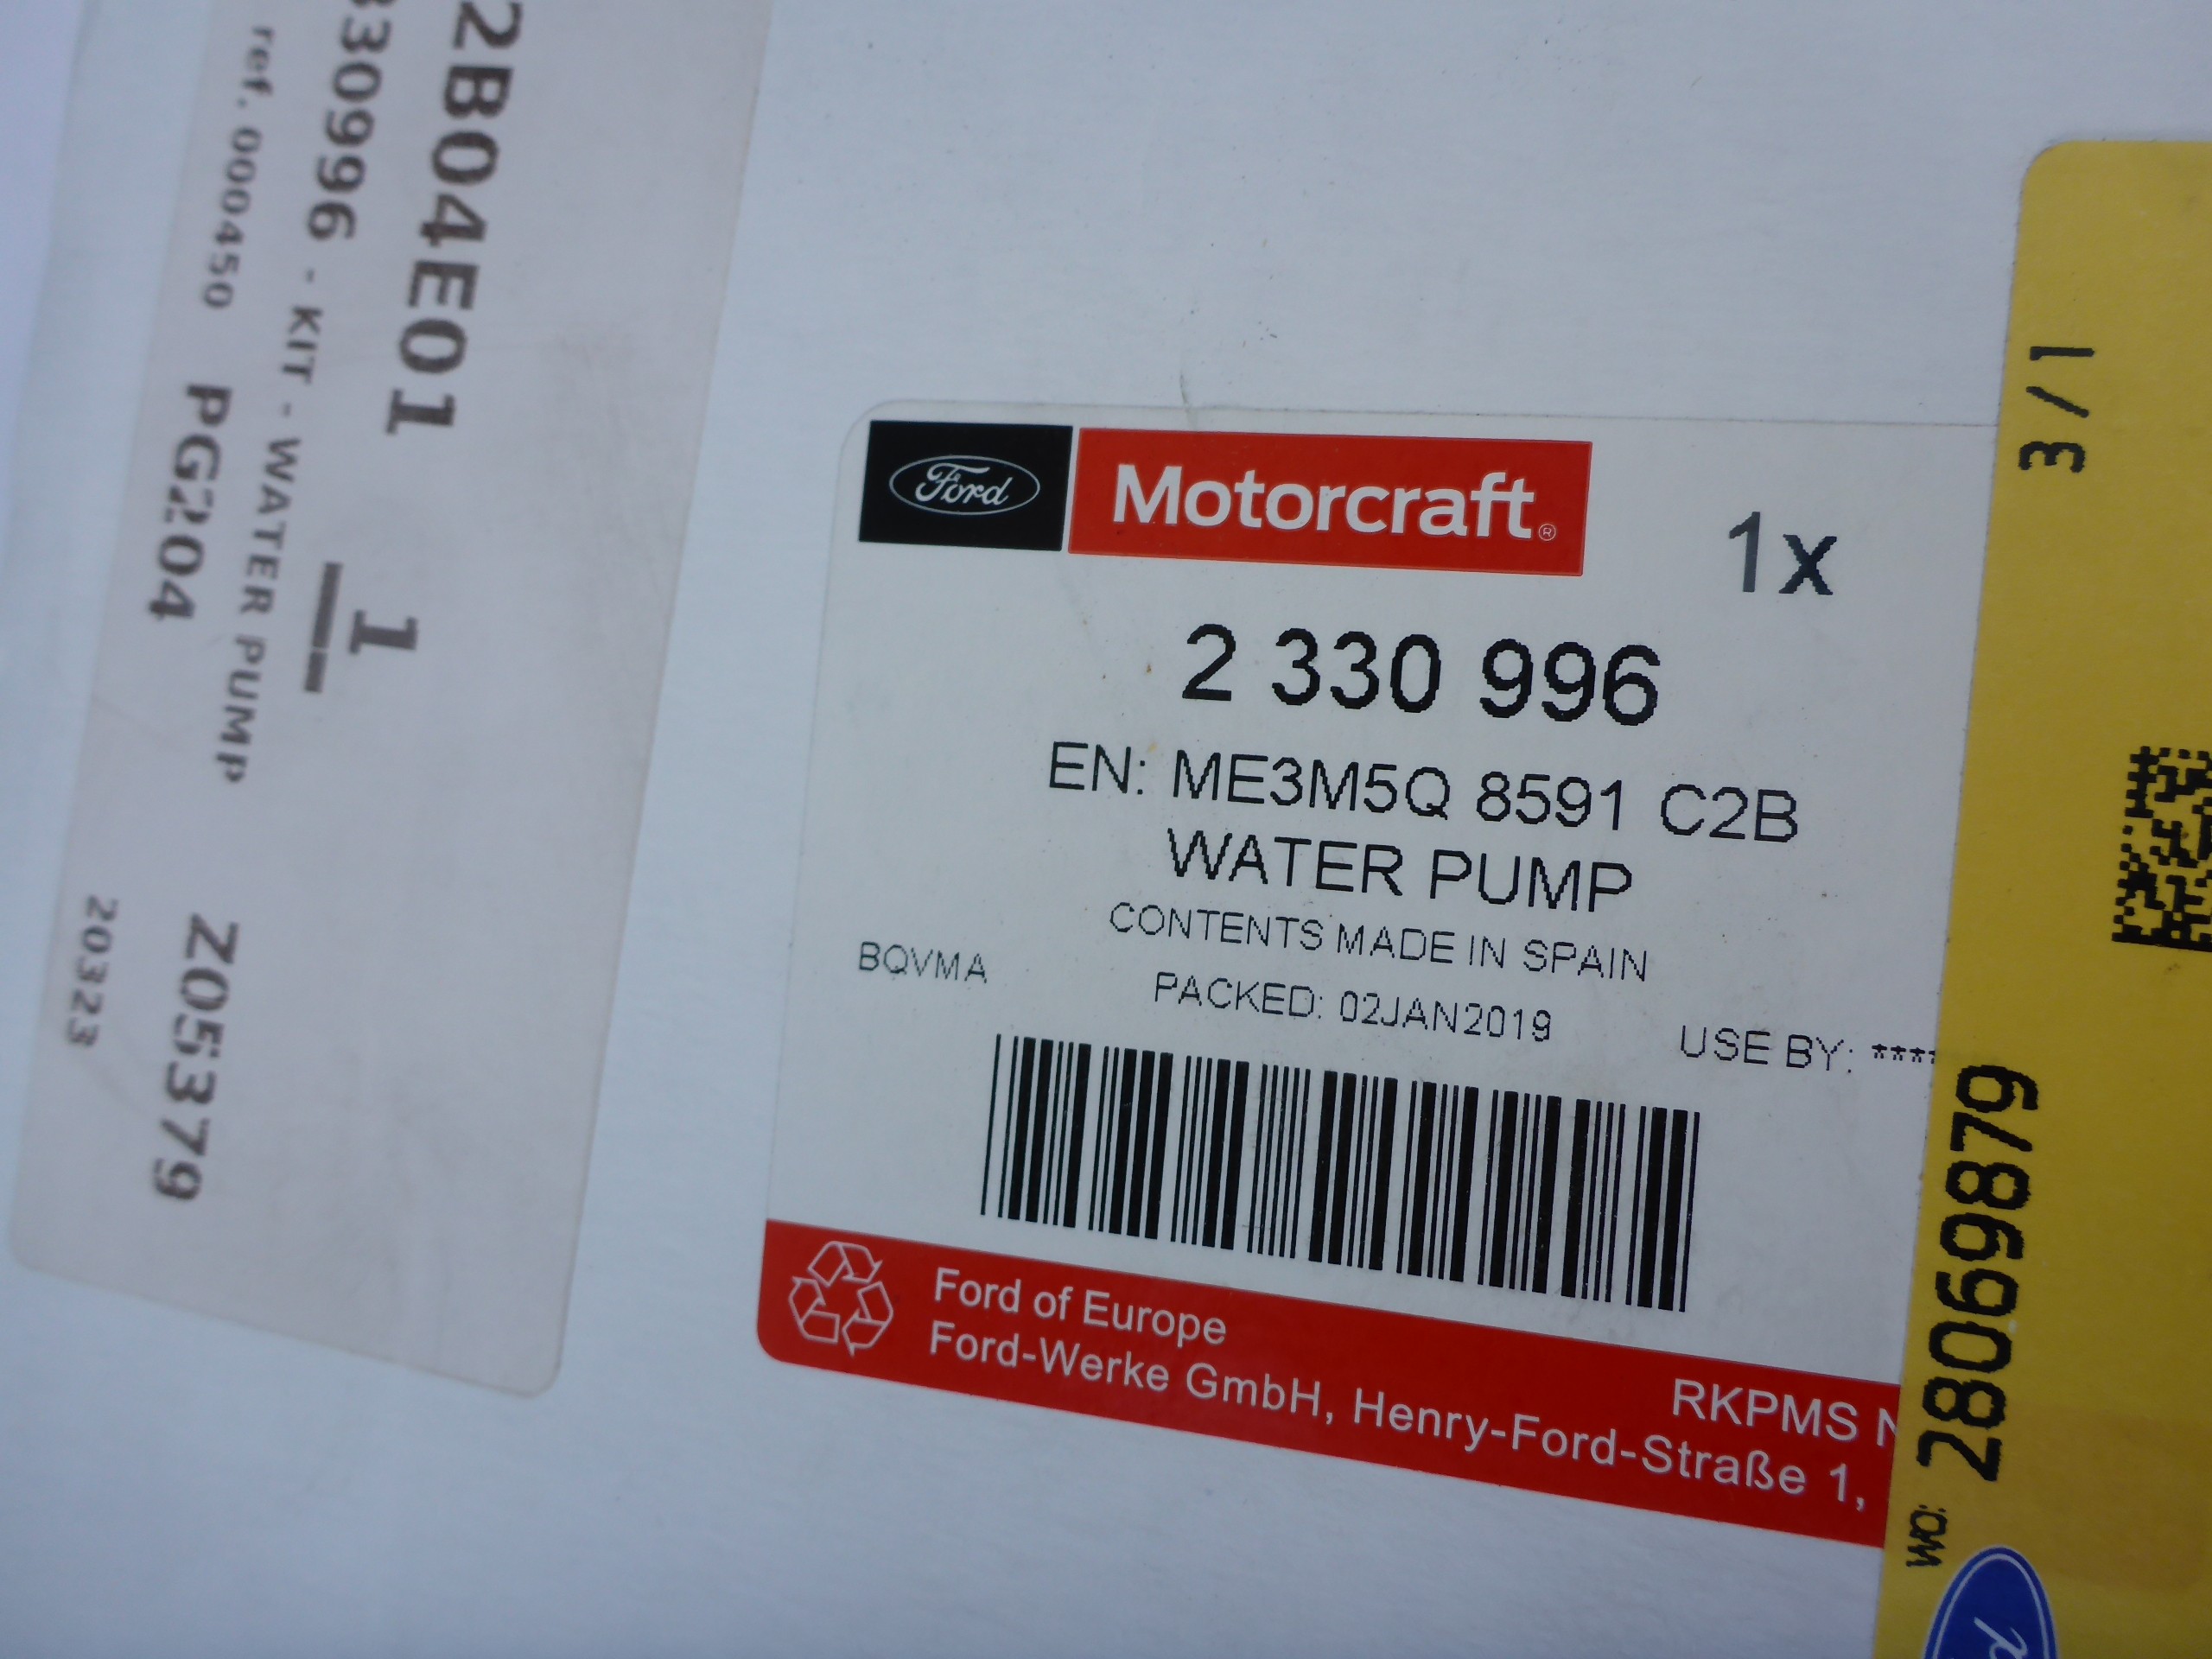 2B04E01
330996 - KIT - WATER PUMP
1
ref. 000450 PG204 Z05379
20323
Ford
Motorcraft®
1x
2 330 996
EN: ME3M5Q 8591 C2B
WATER PUMP
CONTENTS MADE IN SPAIN
BQVMA
PACKED: 02JAN2019
USE BY: ****
Ford of Europe
Ford-Werke GmbH, Henry-Ford-Straße 1,
RKPMS N
1/3
WO: 28069879